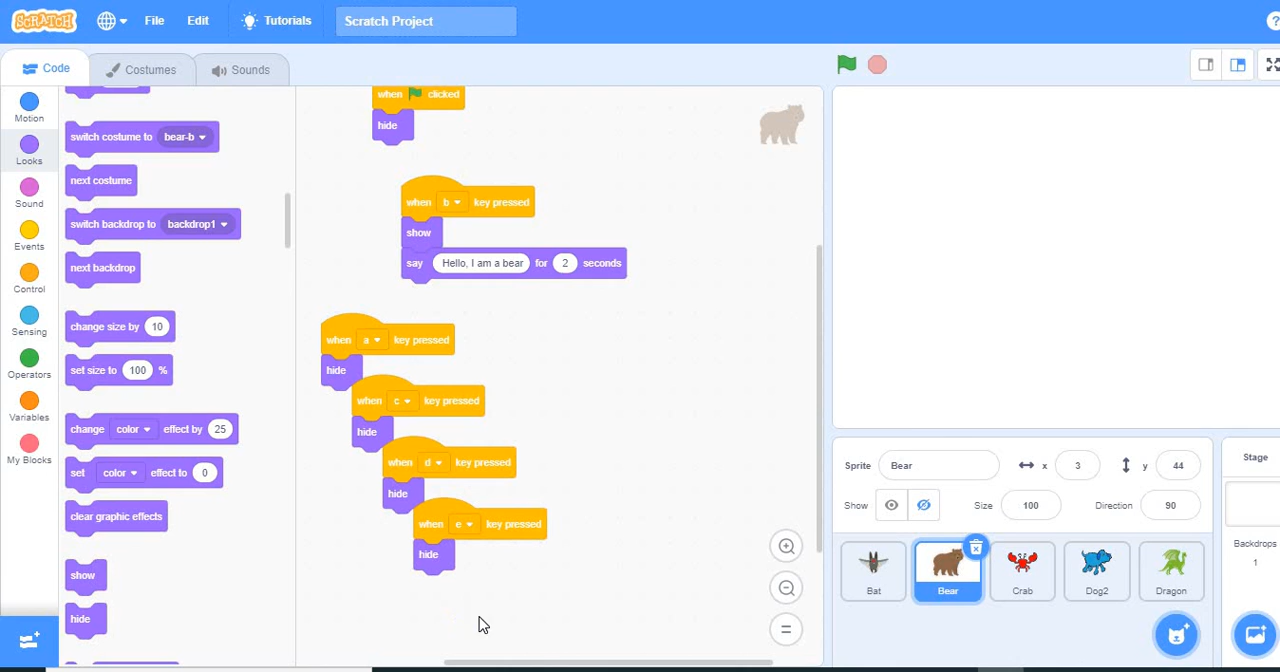 SCRATCH File Edit Tutorials Scratch Project ?
Code Costumes Sounds
Motion
Looks
Sound
Events
Control
Sensing
Operators
Variables
My Blocks
switch costume to bear-b
next costume
switch backdrop to backdrop1
next backdrop
change size by 10
set size to 100 %
change color effect by 25
set color effect to 0
clear graphic effects
show
hide
when clicked
hide
when b key pressed
show
say Hello, I am a bear for 2 seconds
when a key pressed
hide
when c key pressed
hide
when d key pressed
hide
when e key pressed
hide
Sprite Bear x 3 y 44
Show Size 100 Direction 90
Bat Bear Crab Dog2 Dragon
Stage
Backdrops
1